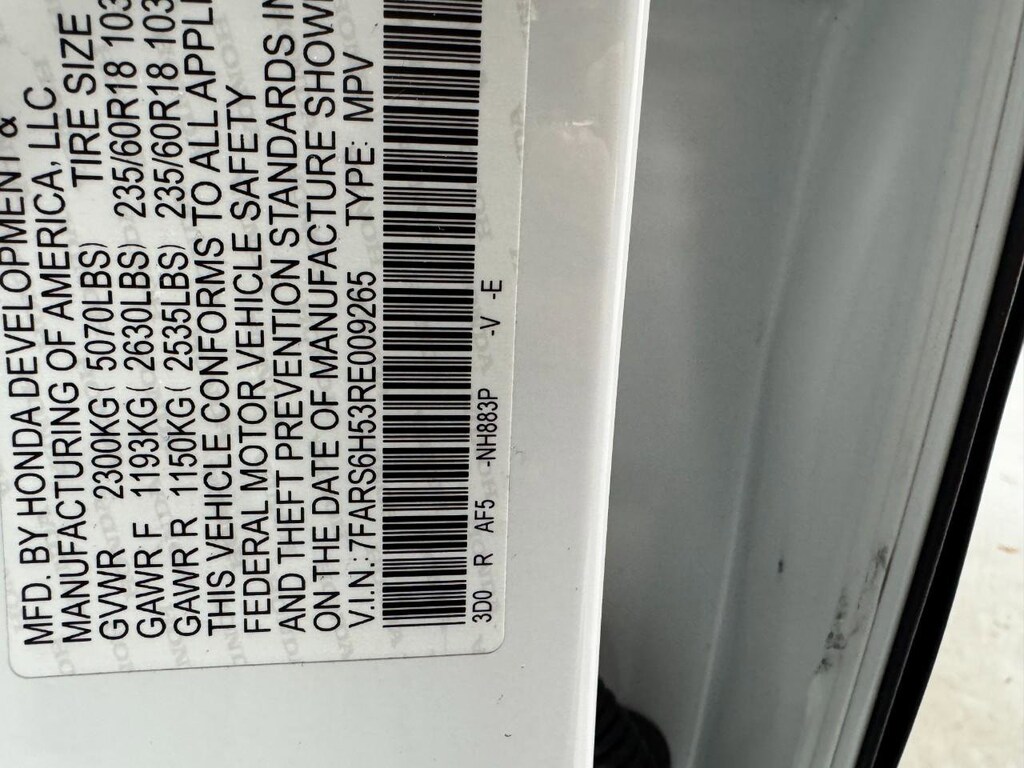 MFD. BY HONDA DEVELOPMENT &
MANUFACTURING OF AMERICA, LLC
TIRE SIZE
GVWR 2300KG ( 5070LBS)
GAWR F 1193KG ( 2630LBS) 235/60R18 103
GAWR R 1150KG ( 2535LBS) 235/60R18 103
THIS VEHICLE CONFORMS TO ALL APPLI
FEDERAL MOTOR VEHICLE SAFETY
AND THEFT PREVENTION STANDARDS IN
ON THE DATE OF MANUFACTURE SHOWN
V.I.N.: 7FARS6H53RE009265 TYPE: MPV
3D0 R AF5 -NH883P -V -E